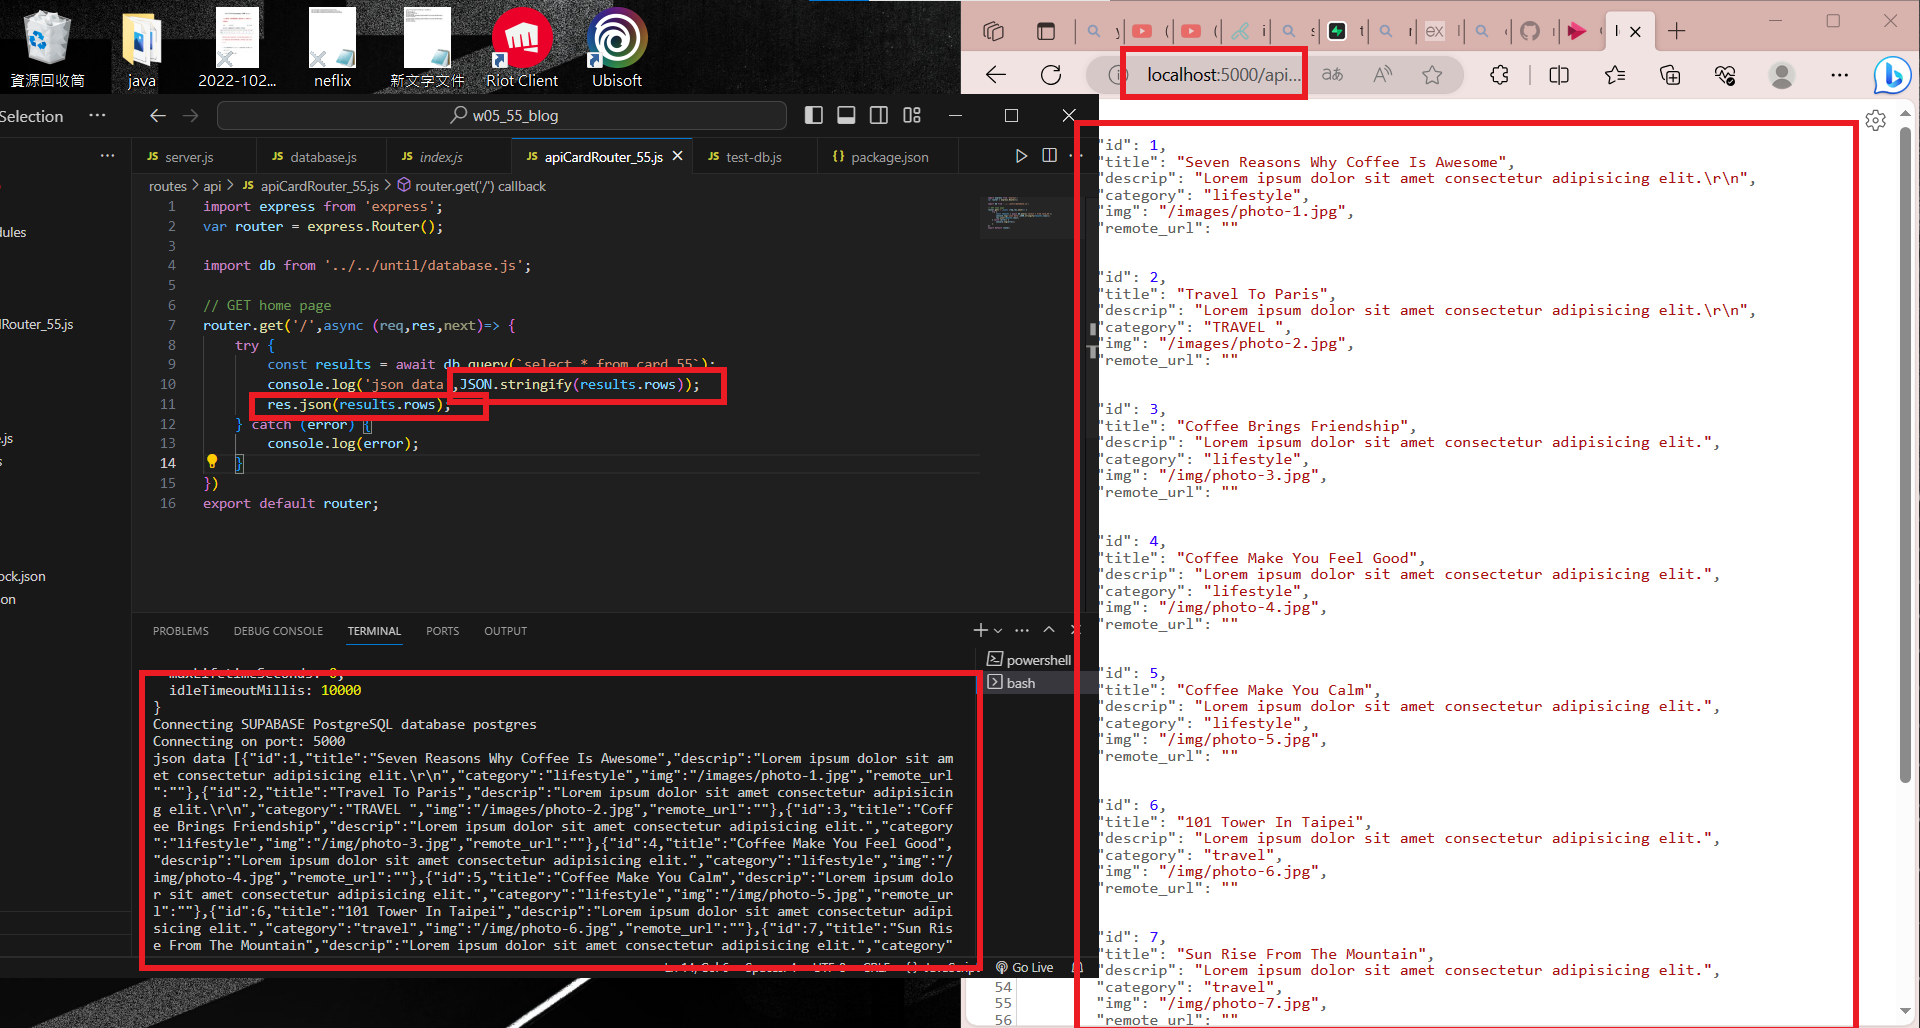 資源回收筒
java
2022-102...
neflix
新文字文件
Riot Client
Ubisoft
Selection ···
w05_55_blog
server.js
database.js
index.js
apiCardRouter_55.js
test-db.js
package.json
routes > api > apiCardRouter_55.js > router.get('/') callback
1 import express from 'express';
2 var router = express.Router();
3
4 import db from '../../until/database.js';
5
6 // GET home page
7 router.get('/',async (req,res,next)=> {
8 try {
9 const results = await db.query(`select * from card_55`);
10 console.log('json data ,JSON.stringify(results.rows));
11 res.json(results.rows);
12 } catch (error) {
13 console.log(error);
14 }
15 })
16 export default router;
dules
lRouter_55.js
.js
s
ock.json
on
PROBLEMS DEBUG CONSOLE TERMINAL PORTS OUTPUT
powershell
bash
maxLifetimeSeconds: 0,
idleTimeoutMillis: 10000
}
Connecting SUPABASE PostgreSQL database postgres
Connecting on port: 5000
json data [{"id":1,"title":"Seven Reasons Why Coffee Is Awesome","descrip":"Lorem ipsum dolor sit am
et consectetur adipisicing elit.\r\n","category":"lifestyle","img":"/images/photo-1.jpg","remote_url
":""},{"id":2,"title":"Travel To Paris","descrip":"Lorem ipsum dolor sit amet consectetur adipisicin
g elit.\r\n","category":"TRAVEL ","img":"/images/photo-2.jpg","remote_url":""},{"id":3,"title":"Coff
ee Brings Friendship","descrip":"Lorem ipsum dolor sit amet consectetur adipisicing elit.","category
":"lifestyle","img":"/img/photo-3.jpg","remote_url":""},{"id":4,"title":"Coffee Make You Feel Good",
"descrip":"Lorem ipsum dolor sit amet consectetur adipisicing elit.","category":"lifestyle","img":"/
img/photo-4.jpg","remote_url":""},{"id":5,"title":"Coffee Make You Calm","descrip":"Lorem ipsum dolo
r sit amet consectetur adipisicing elit.","category":"lifestyle","img":"/img/photo-5.jpg","remote_ur
l":""},{"id":6,"title":"101 Tower In Taipei","descrip":"Lorem ipsum dolor sit amet consectetur adipi
sicing elit.","category":"travel","img":"/img/photo-6.jpg","remote_url":""},{"id":7,"title":"Sun Ris
e From The Mountain","descrip":"Lorem ipsum dolor sit amet consectetur adipisicing elit.","category"
Go Live
localhost:5000/api...
"id": 1,
"title": "Seven Reasons Why Coffee Is Awesome",
"descrip": "Lorem ipsum dolor sit amet consectetur adipisicing elit.\r\n",
"category": "lifestyle",
"img": "/images/photo-1.jpg",
"remote_url": ""
"id": 2,
"title": "Travel To Paris",
"descrip": "Lorem ipsum dolor sit amet consectetur adipisicing elit.\r\n",
"category": "TRAVEL ",
"img": "/images/photo-2.jpg",
"remote_url": ""
"id": 3,
"title": "Coffee Brings Friendship",
"descrip": "Lorem ipsum dolor sit amet consectetur adipisicing elit.",
"category": "lifestyle",
"img": "/img/photo-3.jpg",
"remote_url": ""
"id": 4,
"title": "Coffee Make You Feel Good",
"descrip": "Lorem ipsum dolor sit amet consectetur adipisicing elit.",
"category": "lifestyle",
"img": "/img/photo-4.jpg",
"remote_url": ""
"id": 5,
"title": "Coffee Make You Calm",
"descrip": "Lorem ipsum dolor sit amet consectetur adipisicing elit.",
"category": "lifestyle",
"img": "/img/photo-5.jpg",
"remote_url": ""
"id": 6,
"title": "101 Tower In Taipei",
"descrip": "Lorem ipsum dolor sit amet consectetur adipisicing elit.",
"category": "travel",
"img": "/img/photo-6.jpg",
"remote_url": ""
"id": 7,
"title": "Sun Rise From The Mountain",
"descrip": "Lorem ipsum dolor sit amet consectetur adipisicing elit.",
"category": "travel",
"img": "/img/photo-7.jpg",
"remote_url": ""
54
55
56